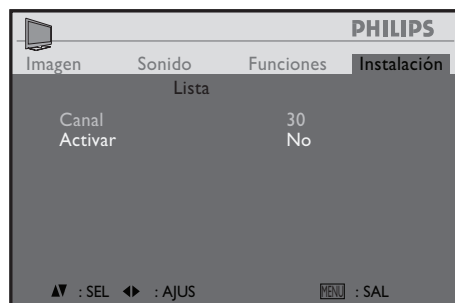 PHILIPS
Imagen Sonido Funciones Instalación
Lista
Canal 30
Activar No
: SEL : AJUS MENU : SAL